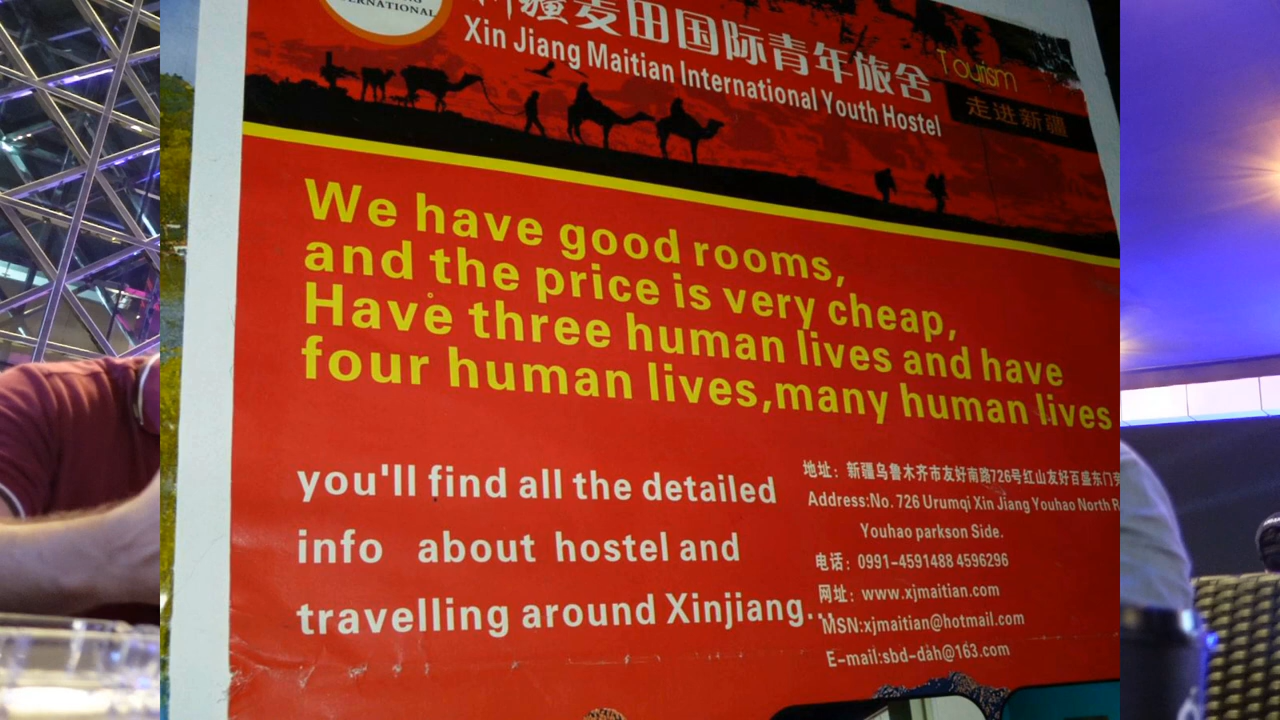 INTERNATIONAL
新疆麦田国际青年旅舍
Xin Jiang Maitian International Youth Hostel
Tourism
走进新疆
We have good rooms,
and the price is very cheap,
Have three human lives and have
four human lives,many human lives
you'll find all the detailed
info about hostel and
travelling around Xinjiang...
地址：新疆乌鲁木齐市友好南路726号红山友好百盛东门
Address:No. 726 Urumqi Xin Jiang Youhao North
Youhao parkson Side.
电话：0991-4591488 4596296
网址：www.xjmaitian.com
MSN:xjmaitian@hotmail.com
E-mail:sbd-dah@163.com